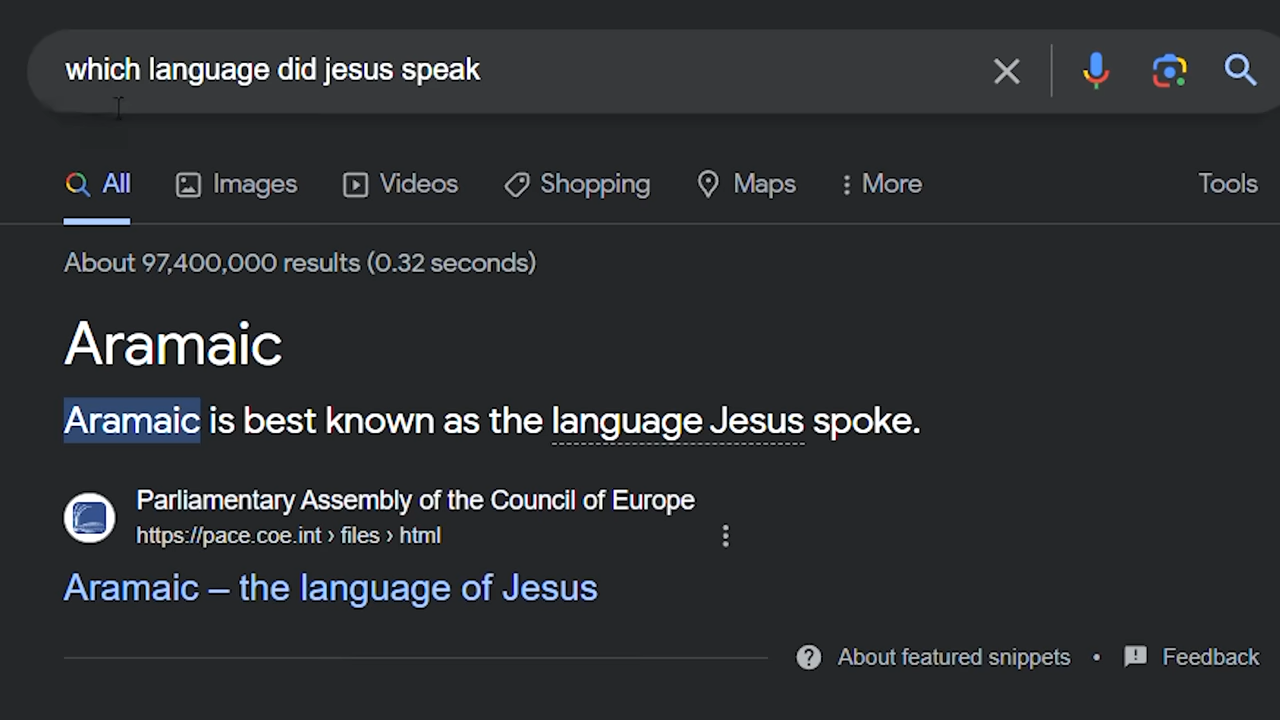 which language did jesus speak
All Images Videos Shopping Maps More Tools
About 97,400,000 results (0.32 seconds)
Aramaic
Aramaic is best known as the language Jesus spoke.
Parliamentary Assembly of the Council of Europe
https://pace.coe.int › files › html
Aramaic – the language of Jesus
About featured snippets • Feedback